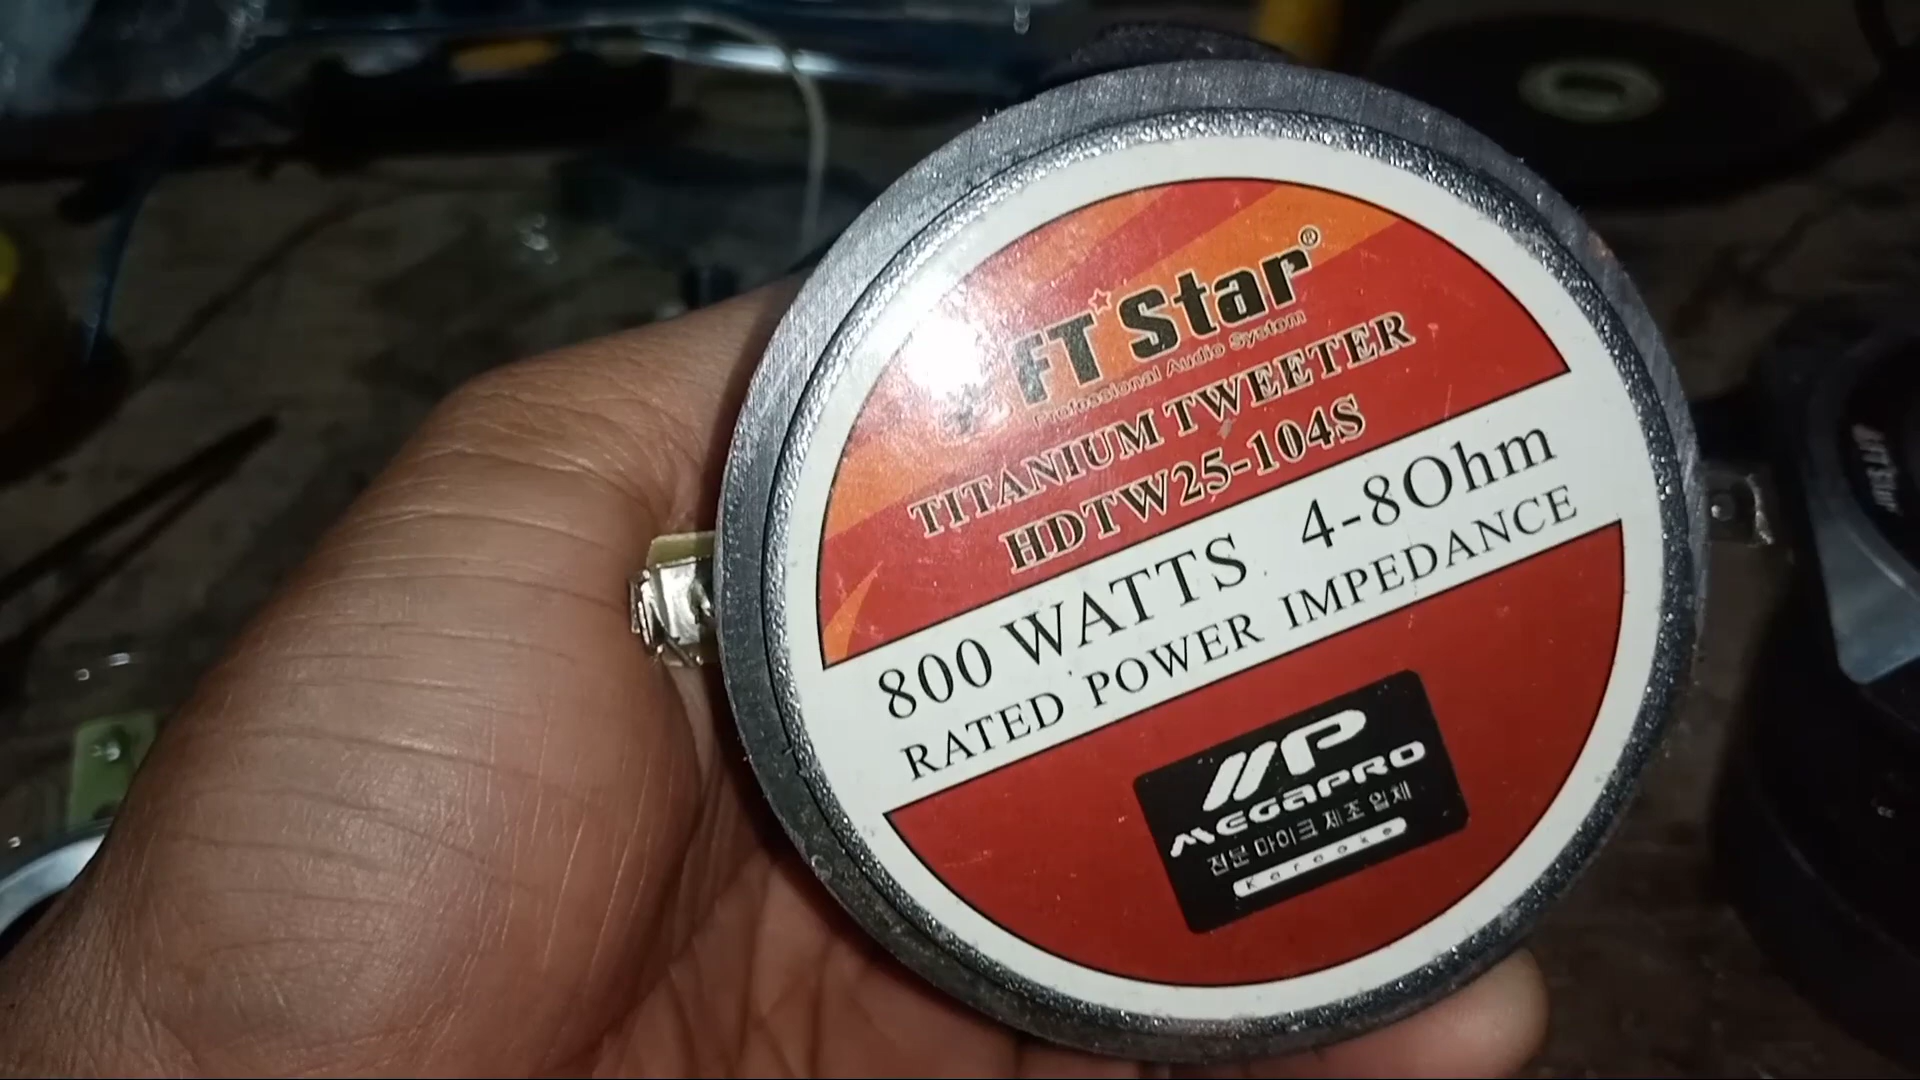 FT Star®
Professional Audio System
TITANIUM TWEETER
HDTW25-104S
800 WATTS 4-8Ohm
RATED POWER IMPEDANCE
MP
MEGAPRO
전문 마이크 제조 업체
Karaoke